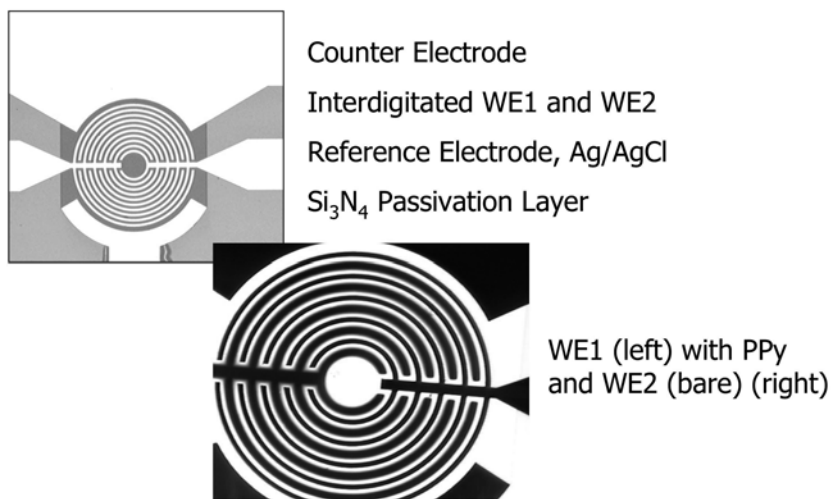 Counter Electrode
Interdigitated WE1 and WE2
Reference Electrode, Ag/AgCl
Si₃N₄ Passivation Layer
WE1 (left) with PPy
and WE2 (bare) (right)